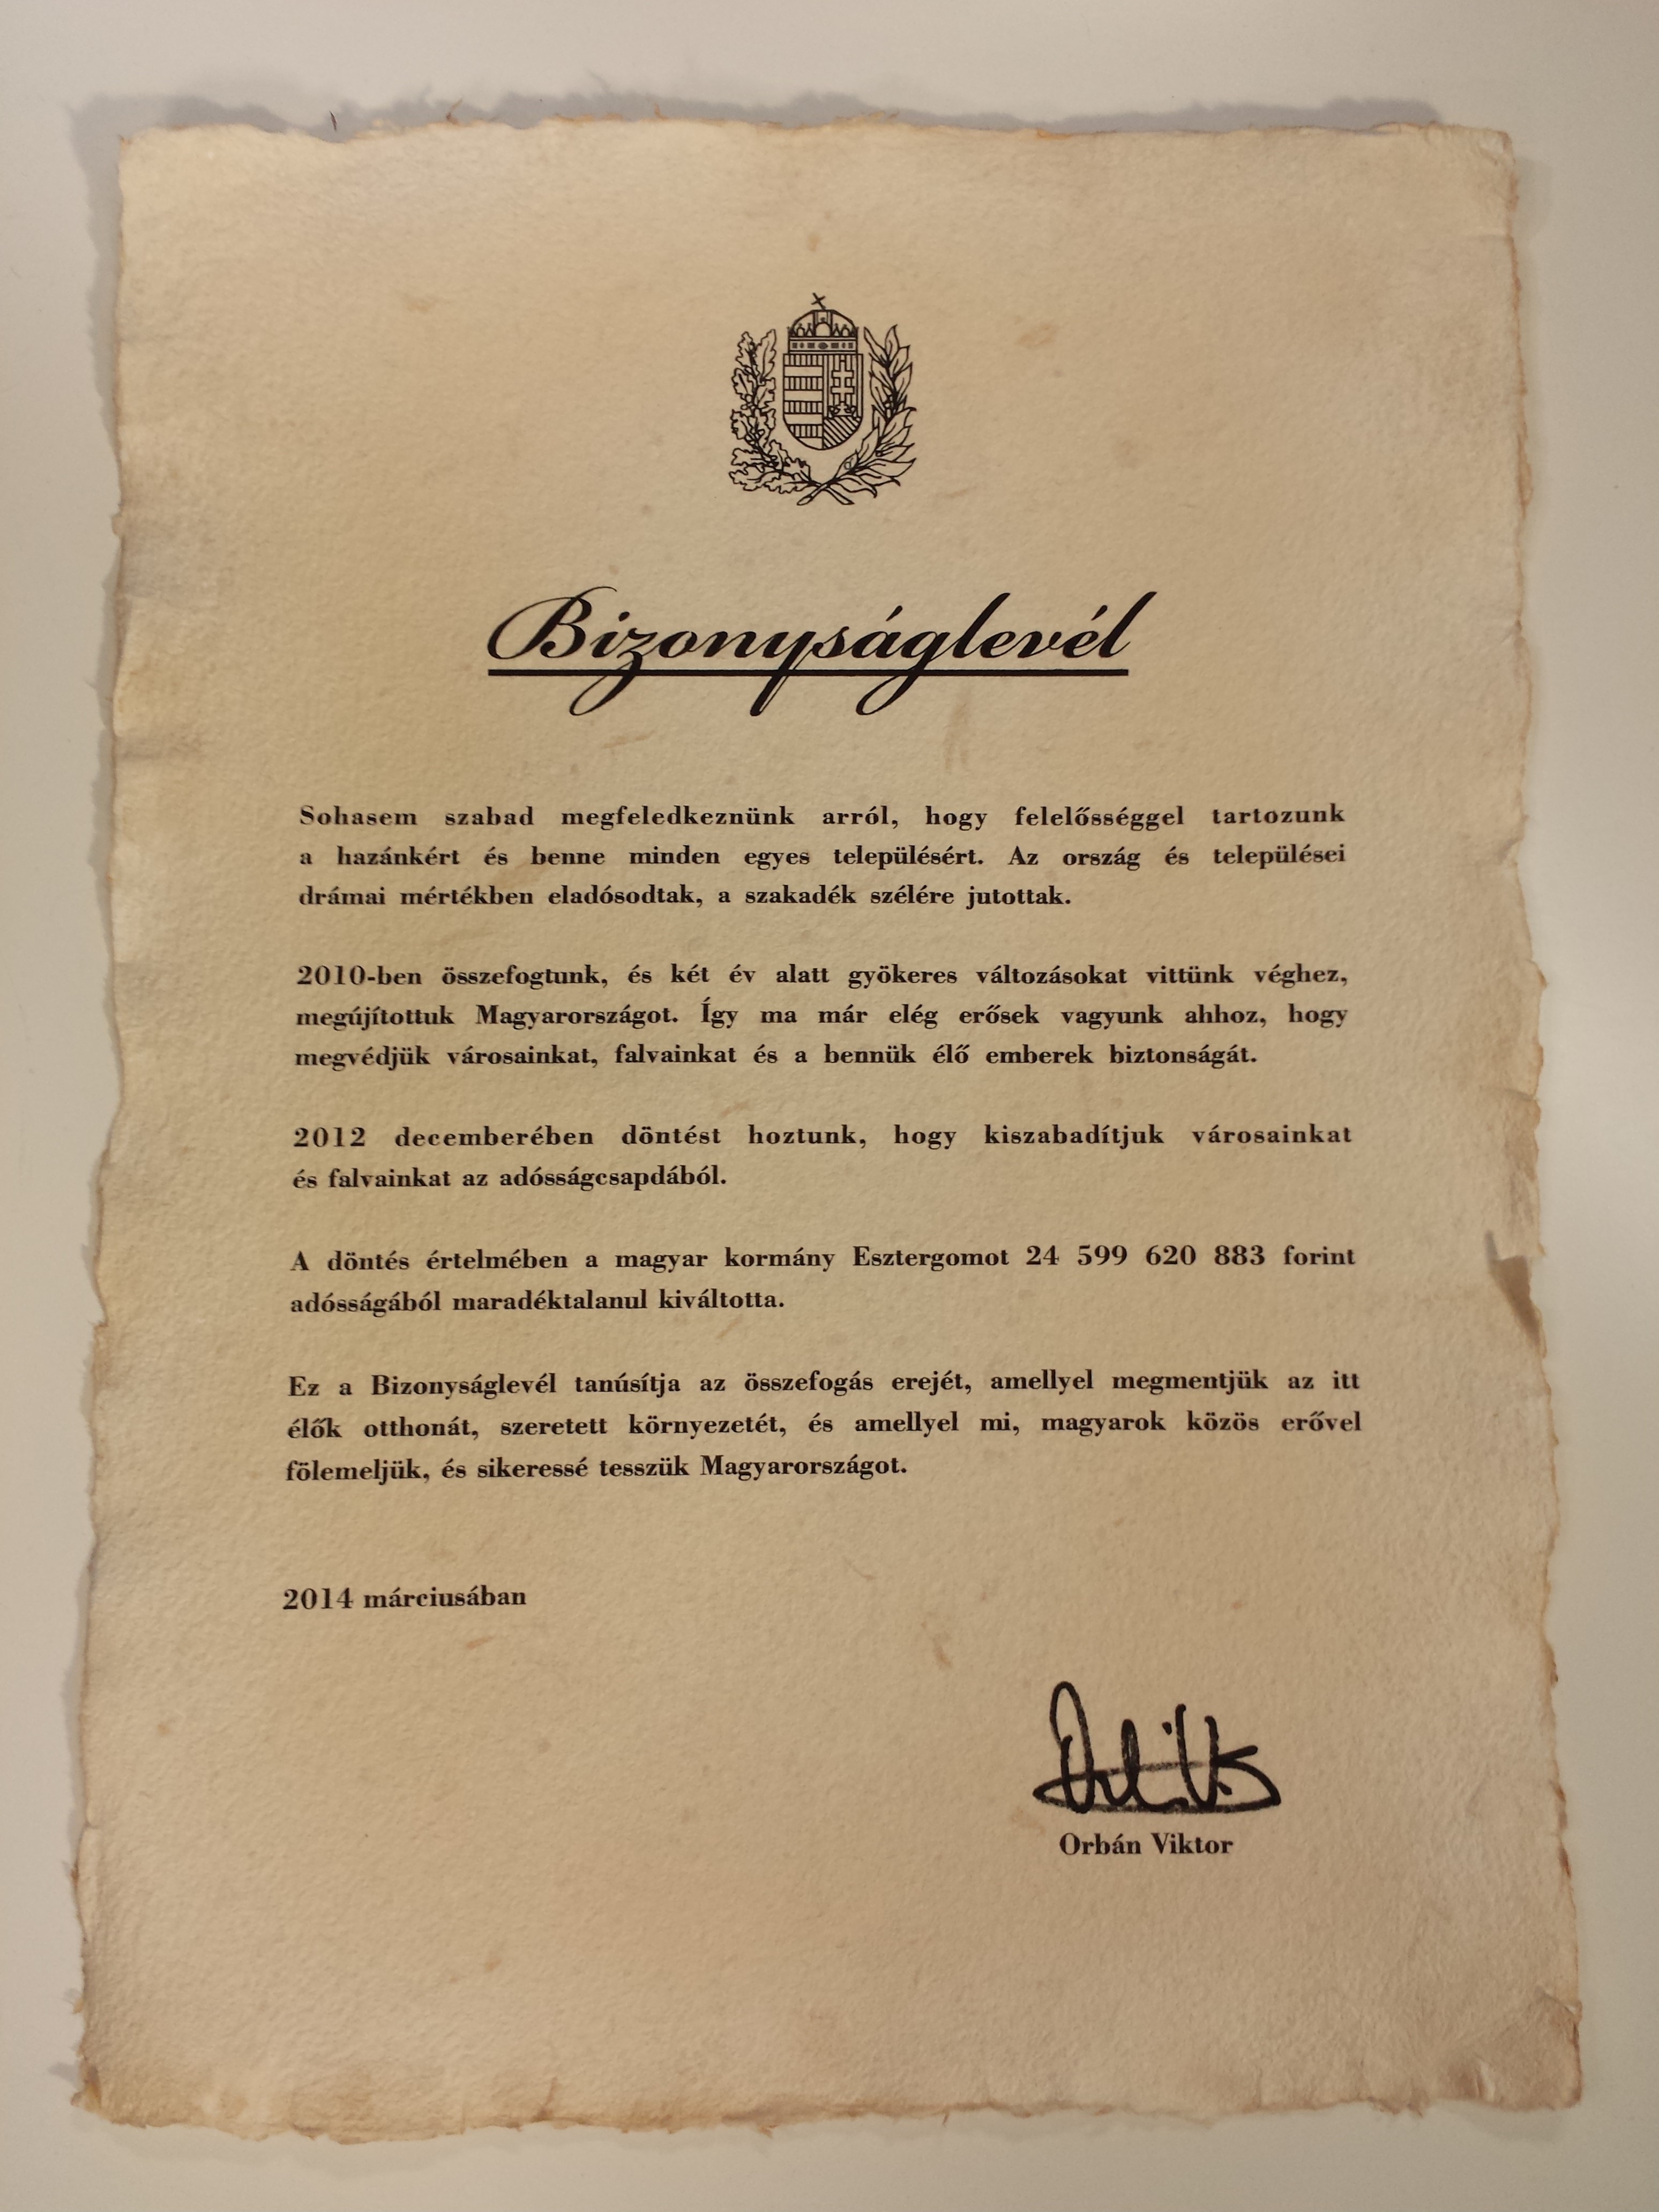 Bizonyságlevél
Sohasem szabad megfeledkeznünk arról, hogy felelősséggel tartozunk
a hazánkért és benne minden egyes településért. Az ország és települései
drámai mértékben eladósodtak, a szakadék szélére jutottak.
2010-ben összefogtunk, és két év alatt gyökeres változásokat vittünk véghez,
megújítottuk Magyarországot. Így ma már elég erősek vagyunk ahhoz, hogy
megvédjük városainkat, falvainkat és a bennük élő emberek biztonságát.
2012 decemberében döntést hoztunk, hogy kiszabadítjuk városainkat
és falvainkat az adósságcsapdából.
A döntés értelmében a magyar kormány Esztergomot 24 599 620 883 forint
adósságából maradéktalanul kiváltotta.
Ez a Bizonyságlevél tanúsítja az összefogás erejét, amellyel megmentjük az itt
élők otthonát, szeretett környezetét, és amellyel mi, magyarok közös erővel
fölemeljük, és sikeressé tesszük Magyarországot.
2014 márciusában
Orbán Viktor